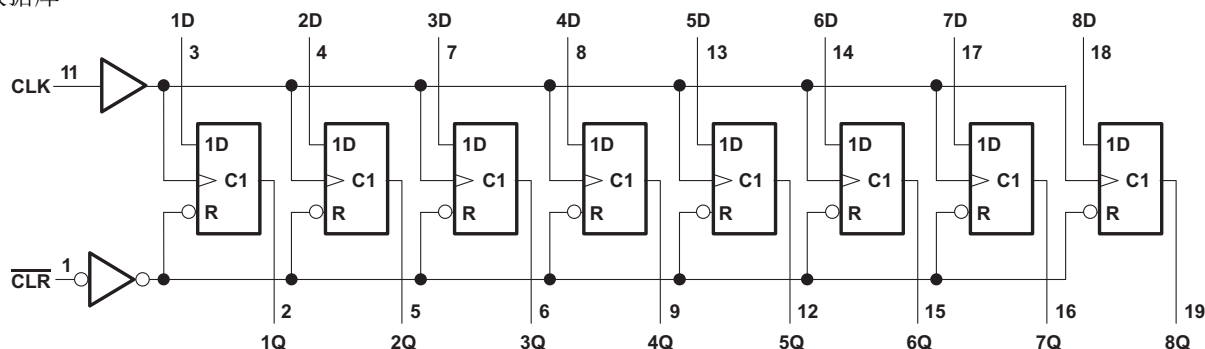 1D 2D 3D 4D 5D 6D 7D 8D
3 4 7 8 13 14 17 18
CLK 11
1D 1D 1D 1D 1D 1D 1D 1D
C1 C1 C1 C1 C1 C1 C1 C1
R R R R R R R R
CLR 1
2 5 6 9 12 15 16 19
1Q 2Q 3Q 4Q 5Q 6Q 7Q 8Q